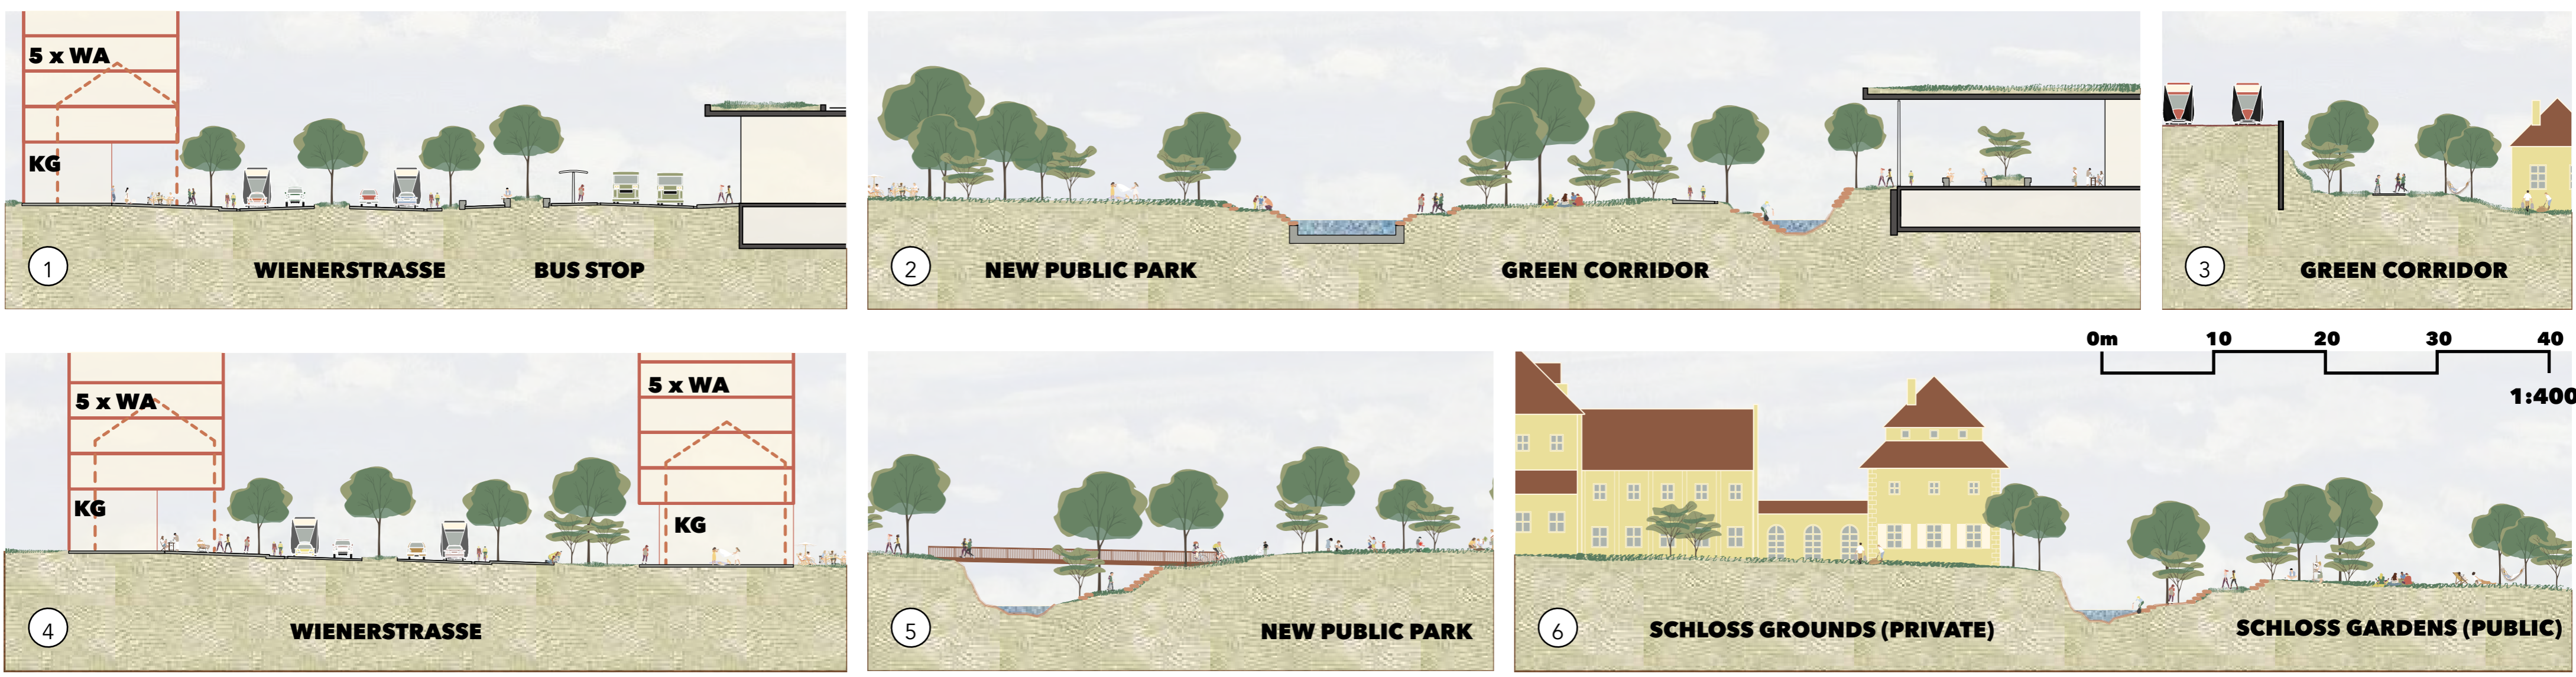 5 x WA
KG
1
WIENERSTRASSE
BUS STOP
2
NEW PUBLIC PARK
GREEN CORRIDOR
3
GREEN CORRIDOR
0m 10 20 30 40
1:400
5 x WA
KG
5 x WA
KG
4
WIENERSTRASSE
5
NEW PUBLIC PARK
6
SCHLOSS GROUNDS (PRIVATE)
SCHLOSS GARDENS (PUBLIC)